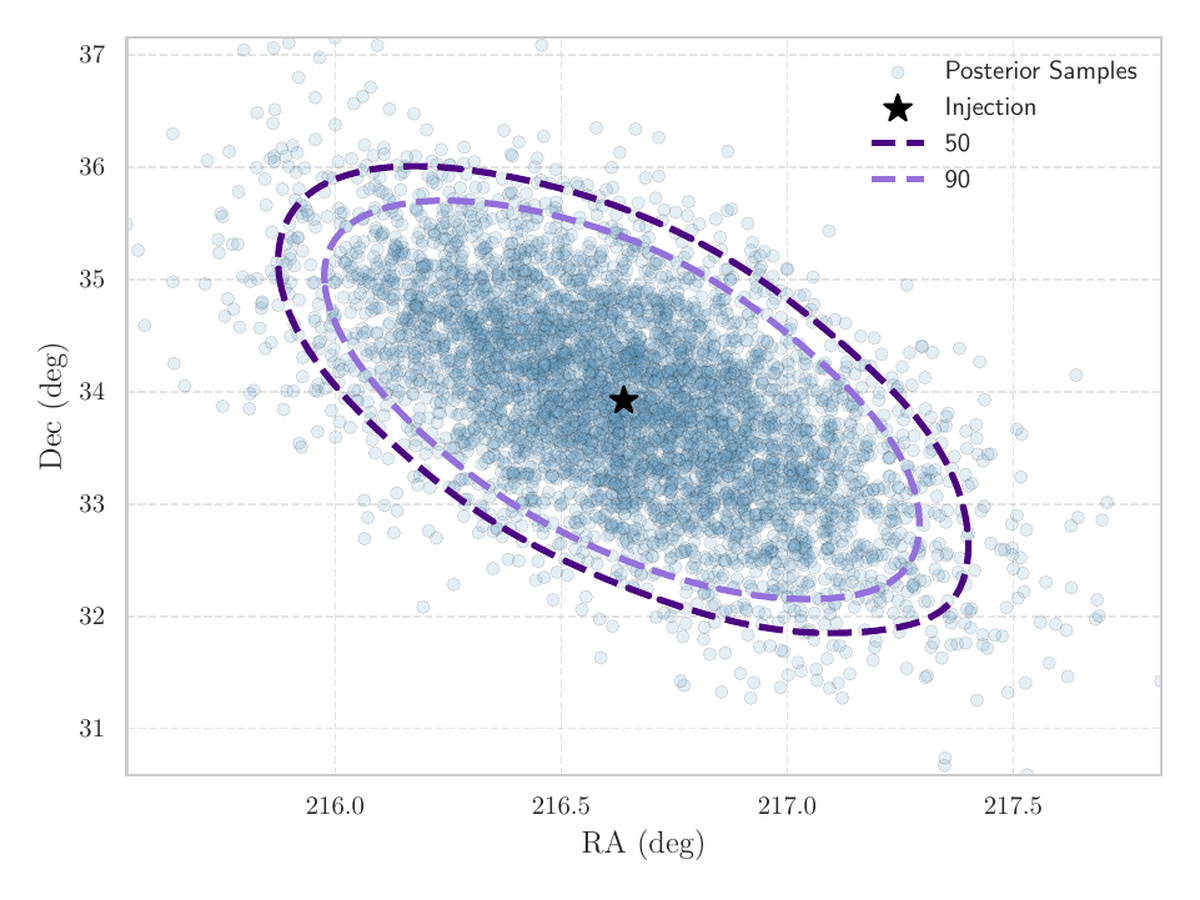 37
36
35
34
33
32
31
Dec (deg)
Posterior Samples
Injection
50
90
216.0 216.5 217.0 217.5
RA (deg)